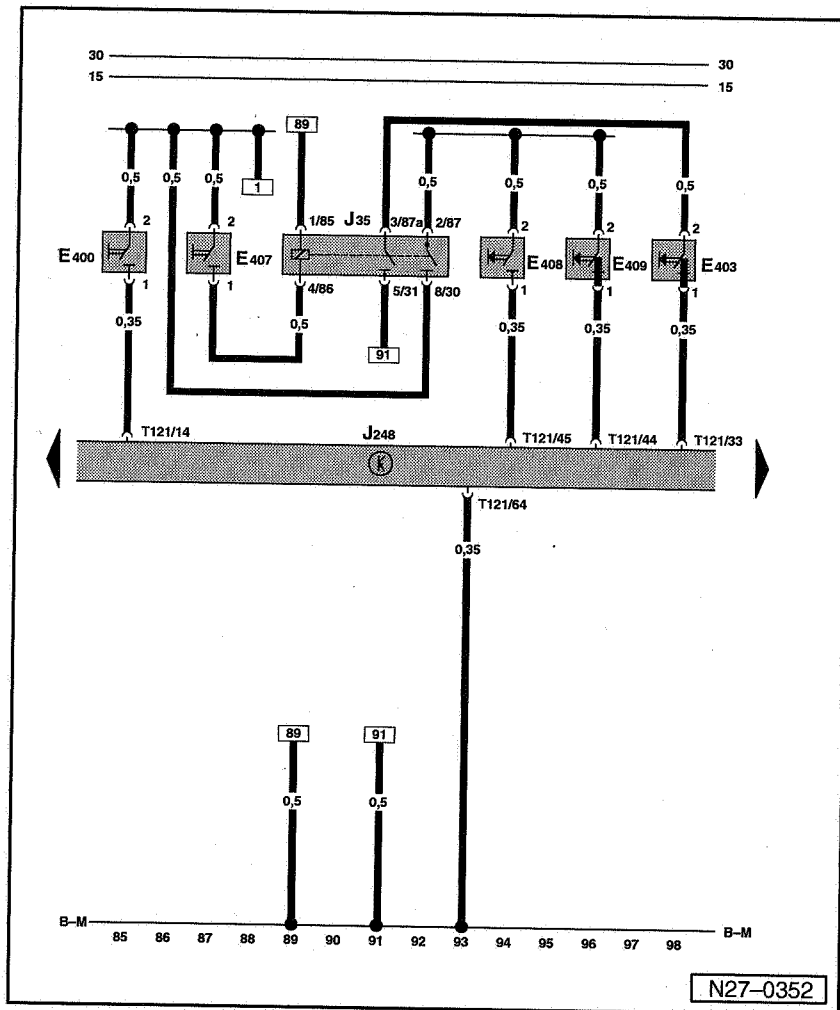 30 30
15 15
89
0,5 0,5 0,5 1 0,5 0,5 0,5 0,5
2 2 1/85 J35 3/87a 2/87 2 2 2
E400 E407 E408 E409 E403
1 1 4/86 5/31 8/30 1 1 1
0,35 0,5 91 0,35 0,35 0,35
T121/14 J248 T121/45 T121/44 T121/33
K
T121/64
0,35
89 91
0,5 0,5
B–M B–M
85 86 87 88 89 90 91 92 93 94 95 96 97 98
N27–0352